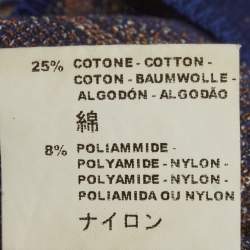 25% COTONE - COTTON -
COTON - BAUMWOLLE -
ALGODÓN - ALGODÃO
綿
8% POLIAMMIDE -
POLYAMIDE - NYLON -
POLYAMIDE - NYLON -
POLIAMIDA OU NYLON
ナイロン